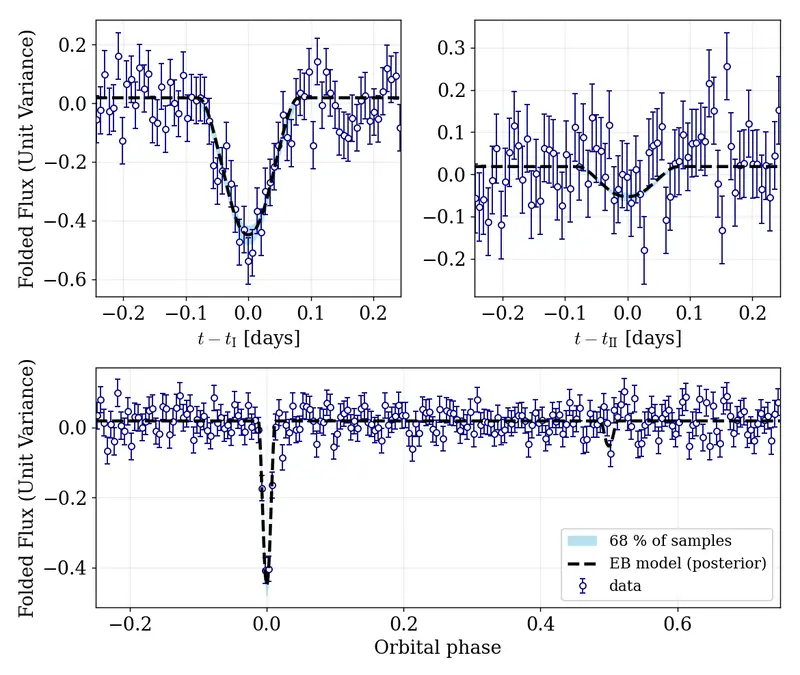 Folded Flux (Unit Variance)
0.2
0.0
−0.2
−0.4
−0.6
−0.2 −0.1 0.0 0.1 0.2
t − t_I [days]
0.3
0.2
0.1
0.0
−0.1
−0.2
−0.2 −0.1 0.0 0.1 0.2
t − t_II [days]
Folded Flux (Unit Variance)
0.0
−0.2
−0.4
68 % of samples
EB model (posterior)
data
−0.2 0.0 0.2 0.4 0.6
Orbital phase